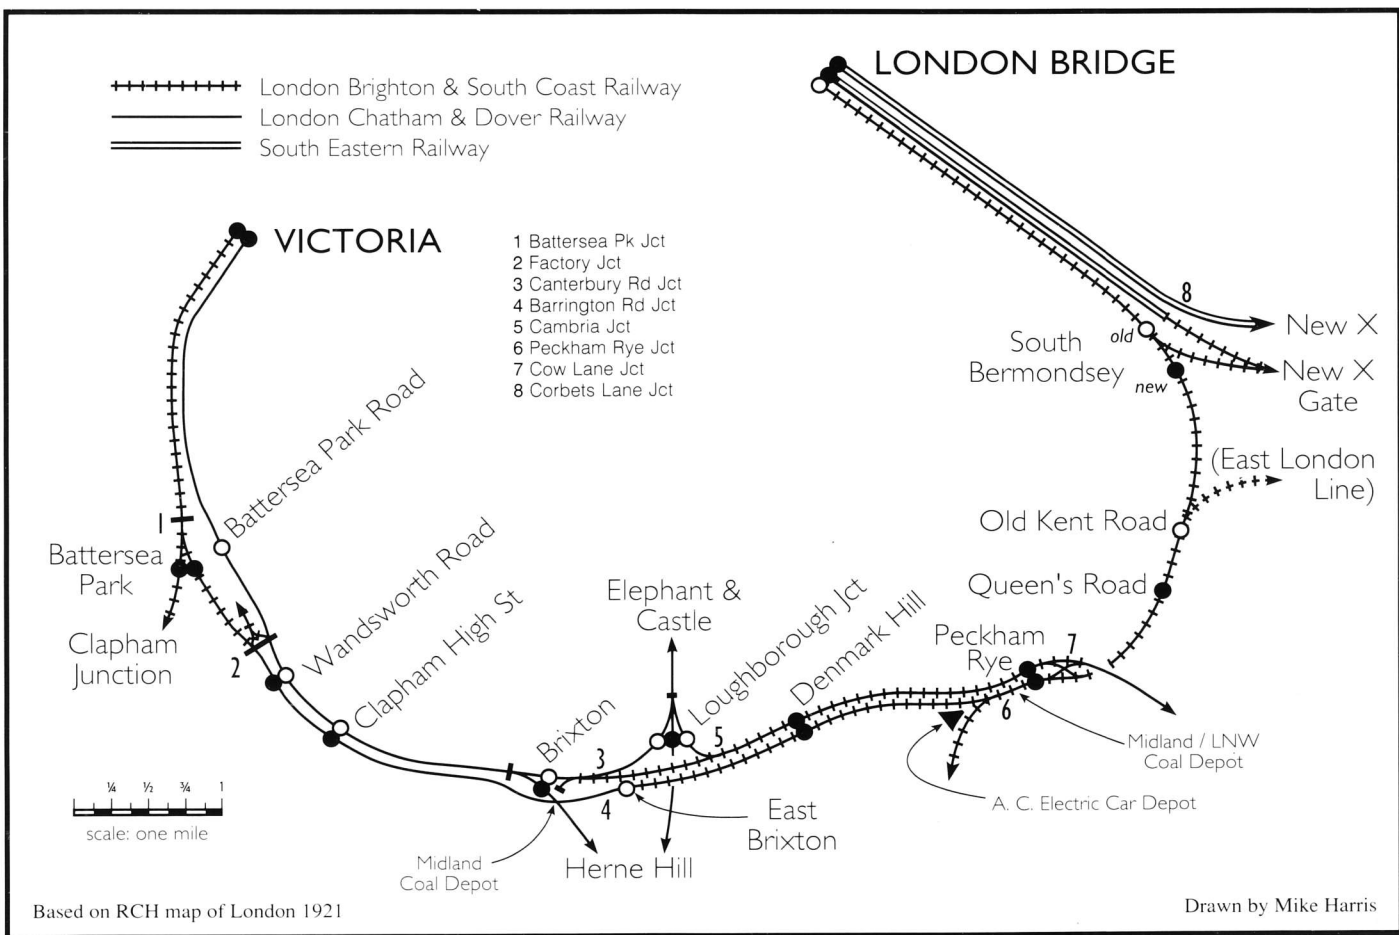 LONDON BRIDGE
London Brighton & South Coast Railway
London Chatham & Dover Railway
South Eastern Railway
VICTORIA
1 Battersea Pk Jct
2 Factory Jct
3 Canterbury Rd Jct
4 Barrington Rd Jct
5 Cambria Jct
6 Peckham Rye Jct
7 Cow Lane Jct
8 Corbets Lane Jct
8
New X
South
Bermondsey
old
new
New X
Gate
(East London
Line)
Battersea Park Road
1
Battersea
Park
Old Kent Road
Queen's Road
Wandsworth Road
Clapham High St
Elephant &
Castle
Loughborough Jct
Denmark Hill
Peckham
Rye
7
Clapham
Junction
2
6
Brixton
3
5
4
Midland / LNW
Coal Depot
A. C. Electric Car Depot
East
Brixton
¼ ½ ¾ 1
scale: one mile
Midland
Coal Depot
Herne Hill
Based on RCH map of London 1921
Drawn by Mike Harris